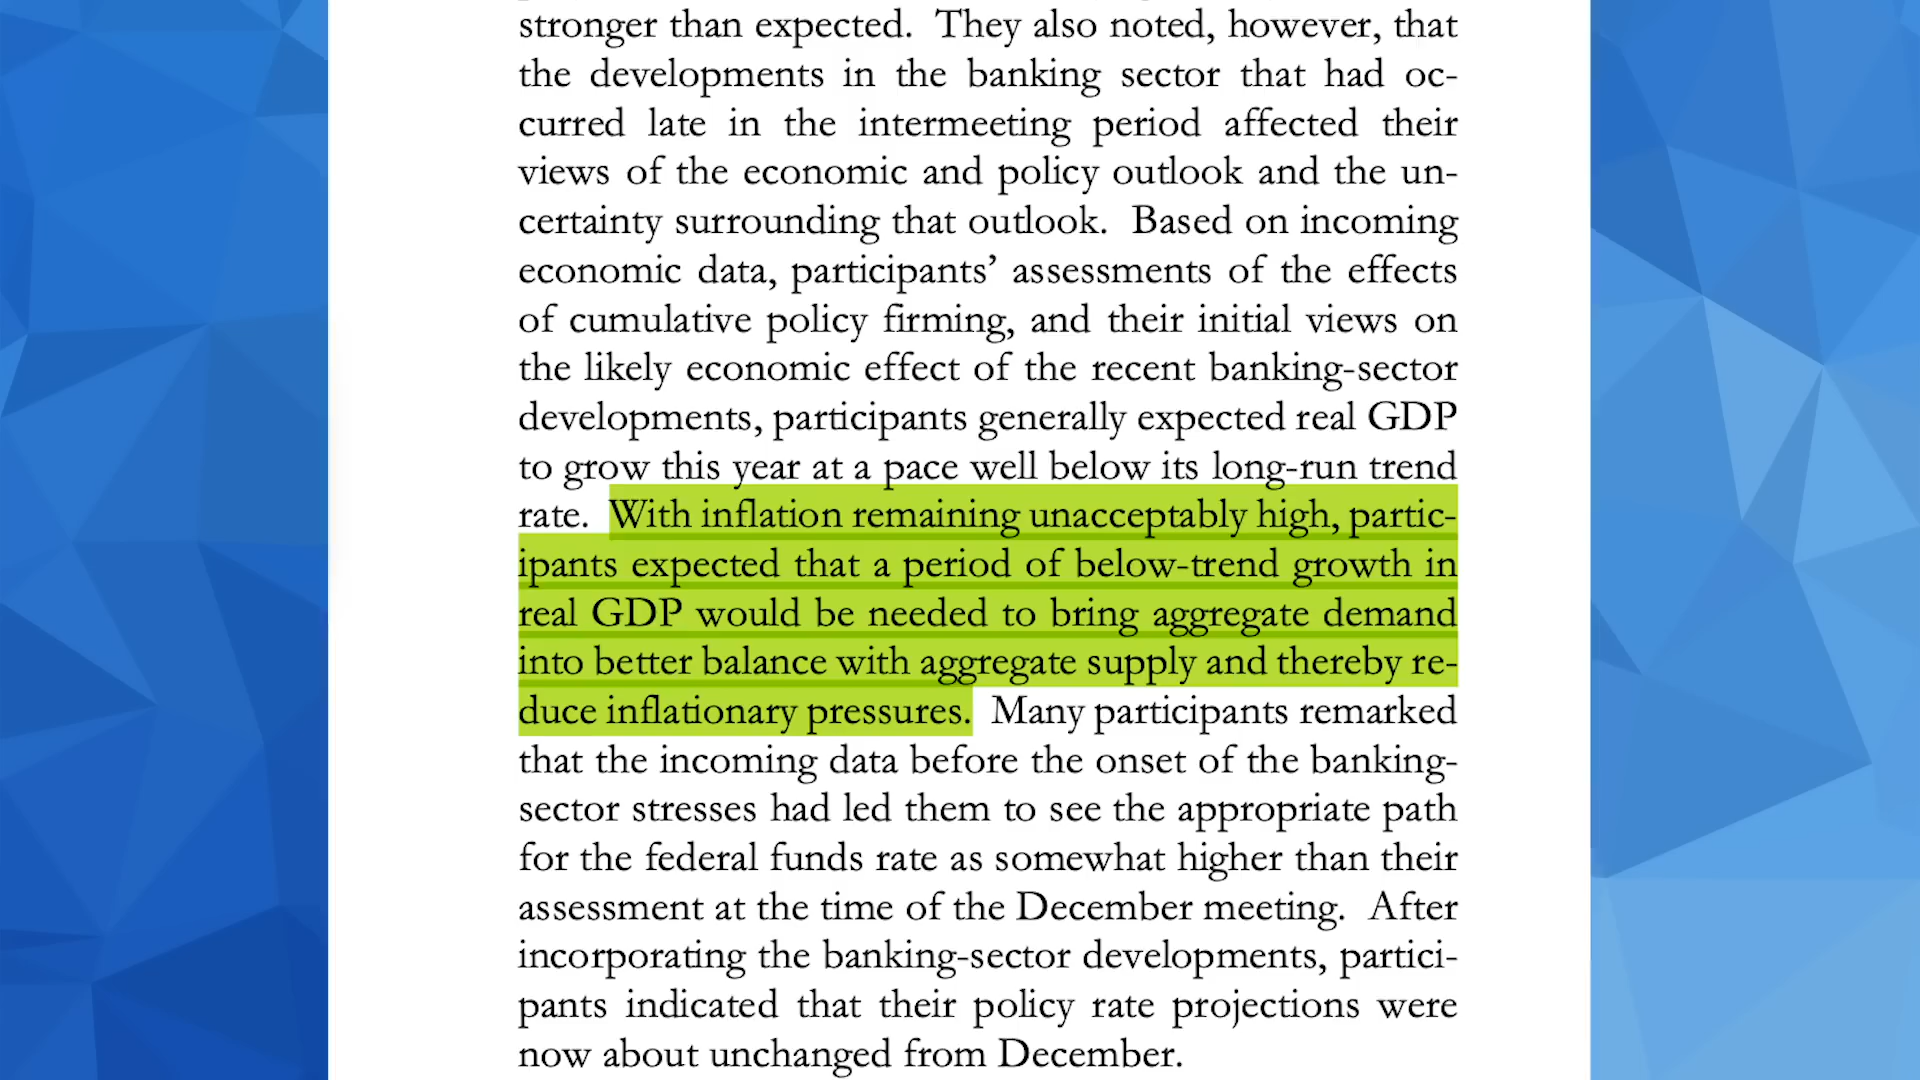 stronger than expected. They also noted, however, that
the developments in the banking sector that had oc-
curred late in the intermeeting period affected their
views of the economic and policy outlook and the un-
certainty surrounding that outlook. Based on incoming
economic data, participants’ assessments of the effects
of cumulative policy firming, and their initial views on
the likely economic effect of the recent banking-sector
developments, participants generally expected real GDP
to grow this year at a pace well below its long-run trend
rate. With inflation remaining unacceptably high, partic-
ipants expected that a period of below-trend growth in
real GDP would be needed to bring aggregate demand
into better balance with aggregate supply and thereby re-
duce inflationary pressures. Many participants remarked
that the incoming data before the onset of the banking-
sector stresses had led them to see the appropriate path
for the federal funds rate as somewhat higher than their
assessment at the time of the December meeting. After
incorporating the banking-sector developments, partici-
pants indicated that their policy rate projections were
now about unchanged from December.